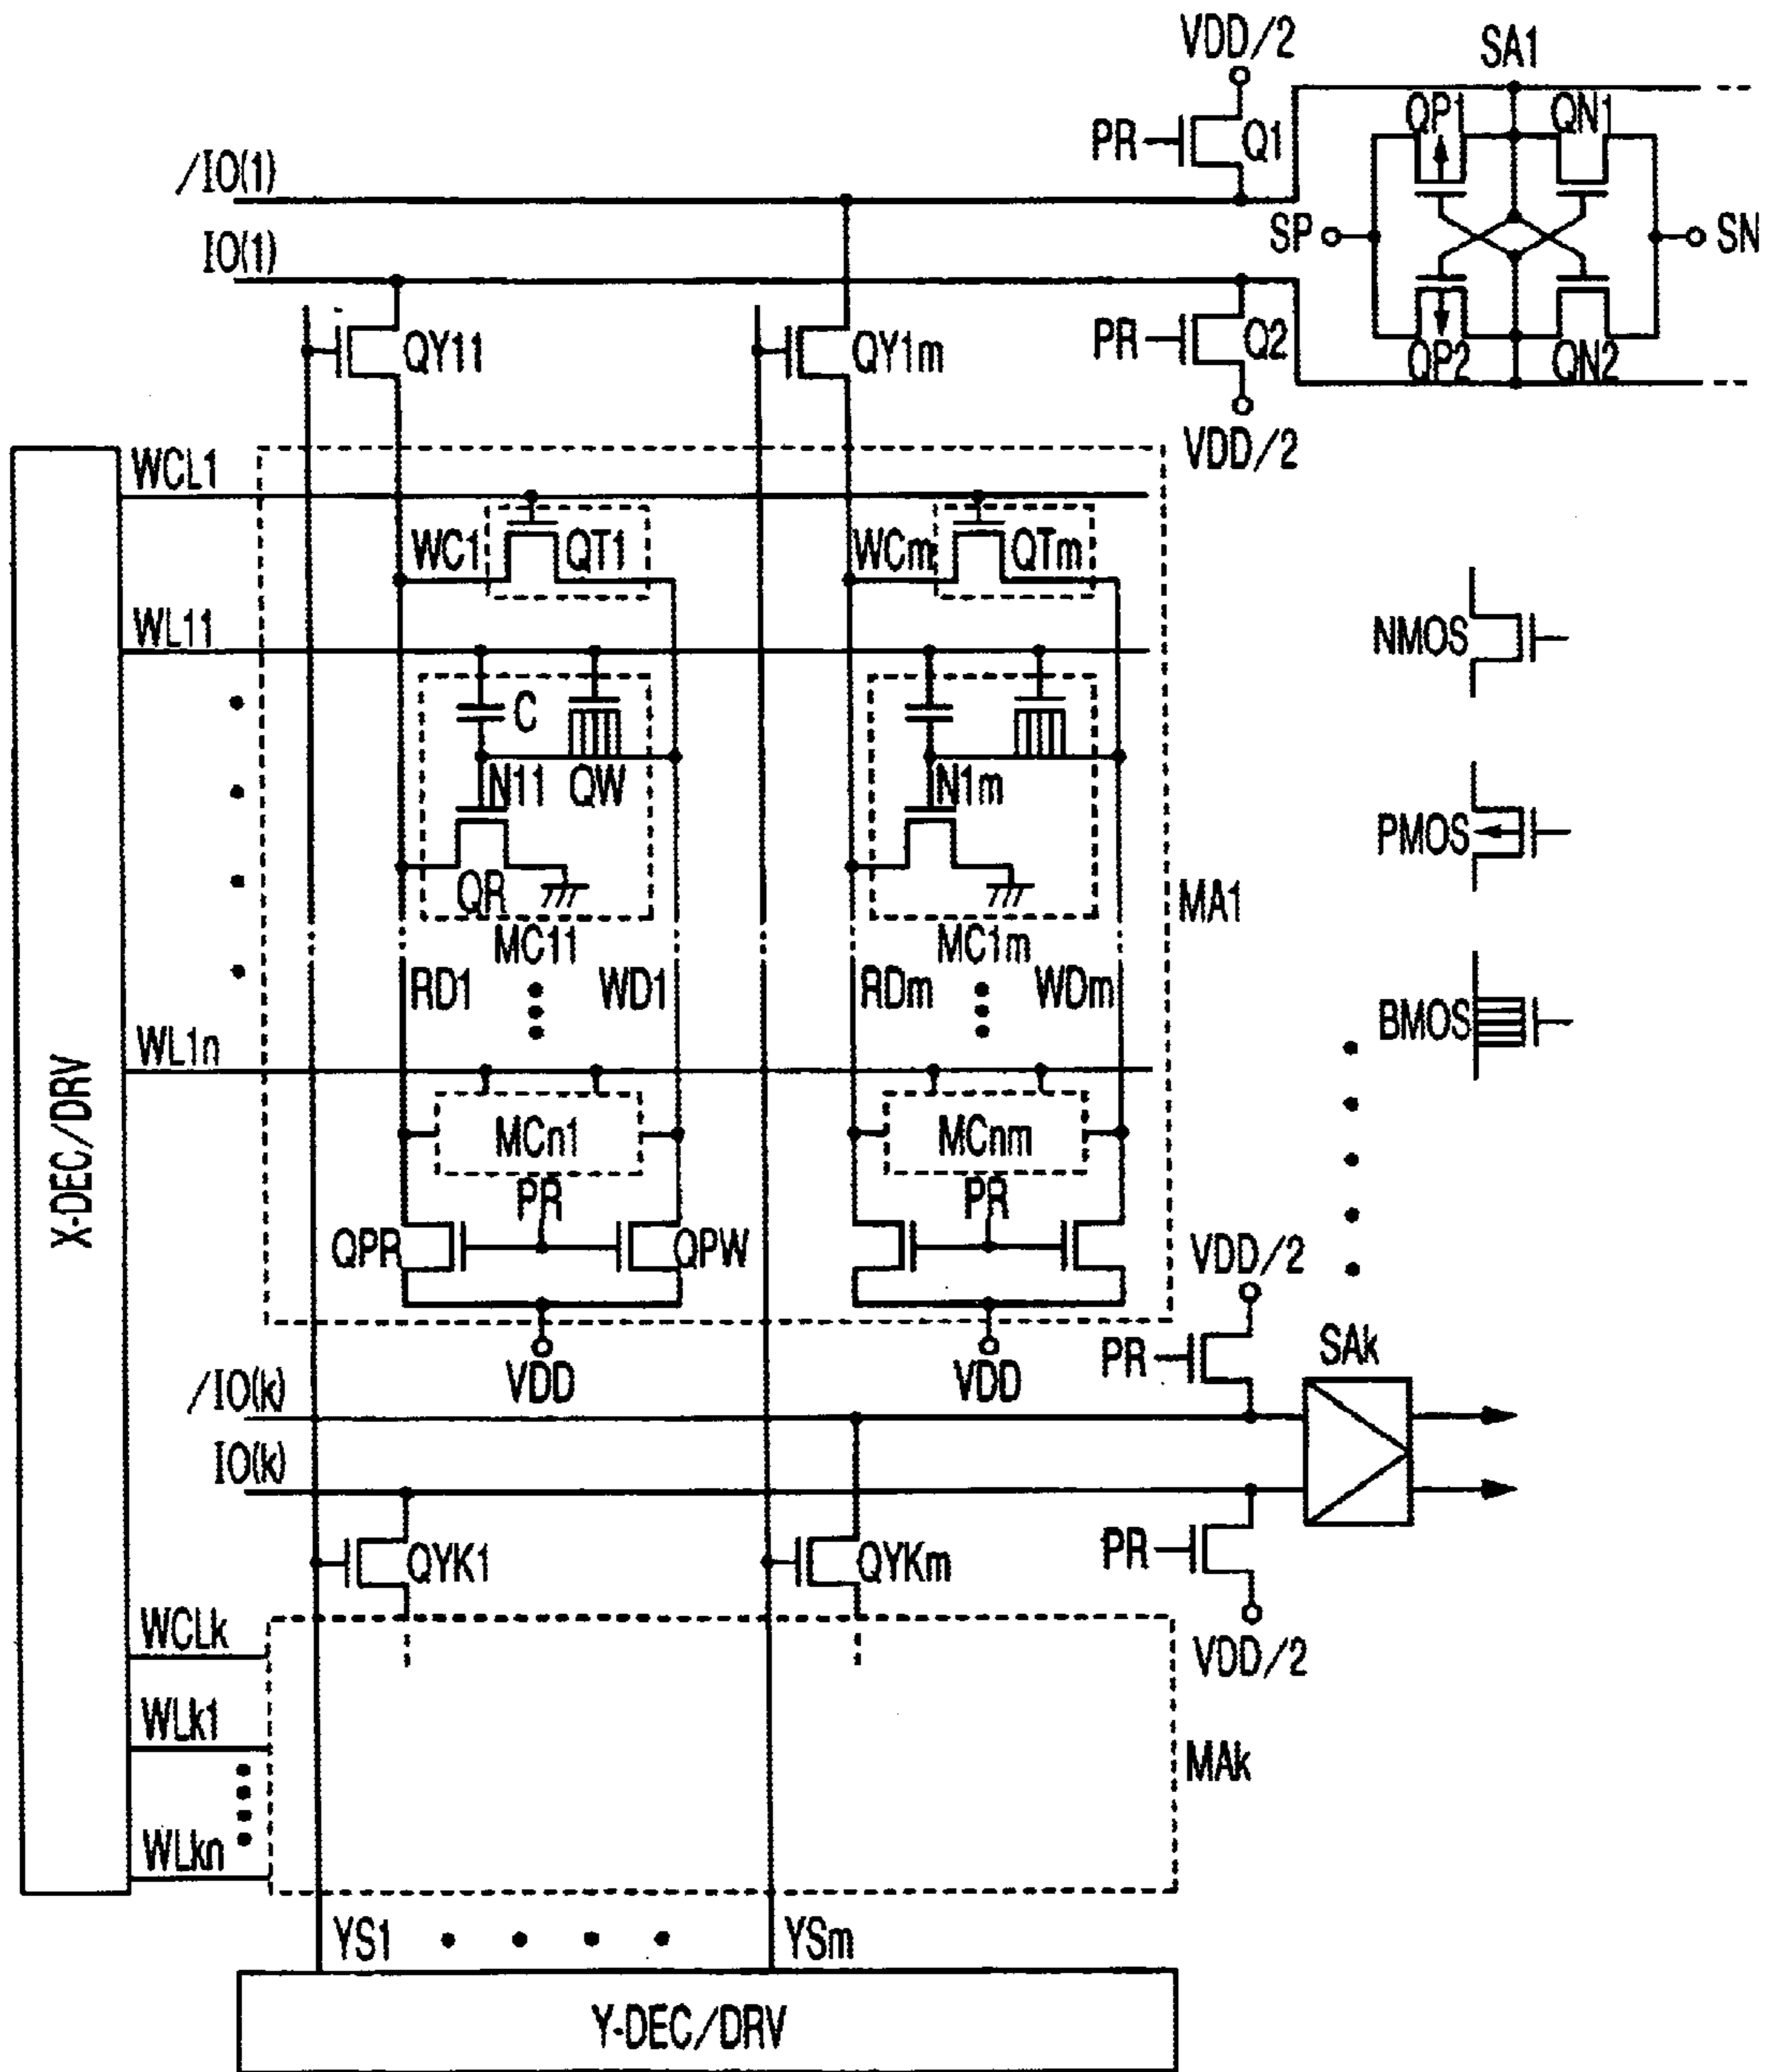 VDD/2
SA1
PR
Q1
QP1
QN1
/IO(1)
SP
SN
IO(1)
QY11
QY1m
PR
Q2
QP2
QN2
VDD/2
WCL1
WC1
QT1
WCm
QTm
WL11
NMOS
C
N11
QW
N1m
PMOS
QR
MA1
MC11
MC1m
RD1
WD1
RDm
WDm
BMOS
WL1n
X-DEC/DRV
MCn1
MCnm
PR
PR
QPR
QPW
VDD/2
VDD
VDD
PR
SAk
/IO(k)
IO(k)
QYK1
QYKm
PR
WCLk
VDD/2
WLk1
MAk
WLkn
YS1
YSm
Y-DEC/DRV